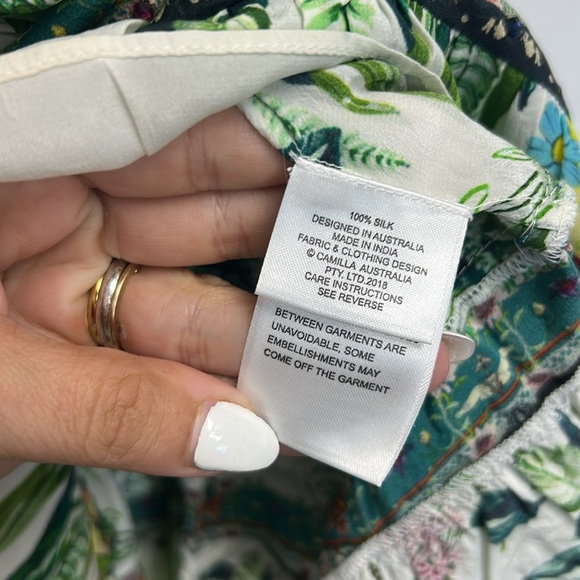 100% SILK
DESIGNED IN AUSTRALIA
MADE IN INDIA
FABRIC & CLOTHING DESIGN
© CAMILLA AUSTRALIA
PTY. LTD.2018
CARE INSTRUCTIONS
SEE REVERSE
BETWEEN GARMENTS ARE
UNAVOIDABLE, SOME
EMBELLISHMENTS MAY
COME OFF THE GARMENT